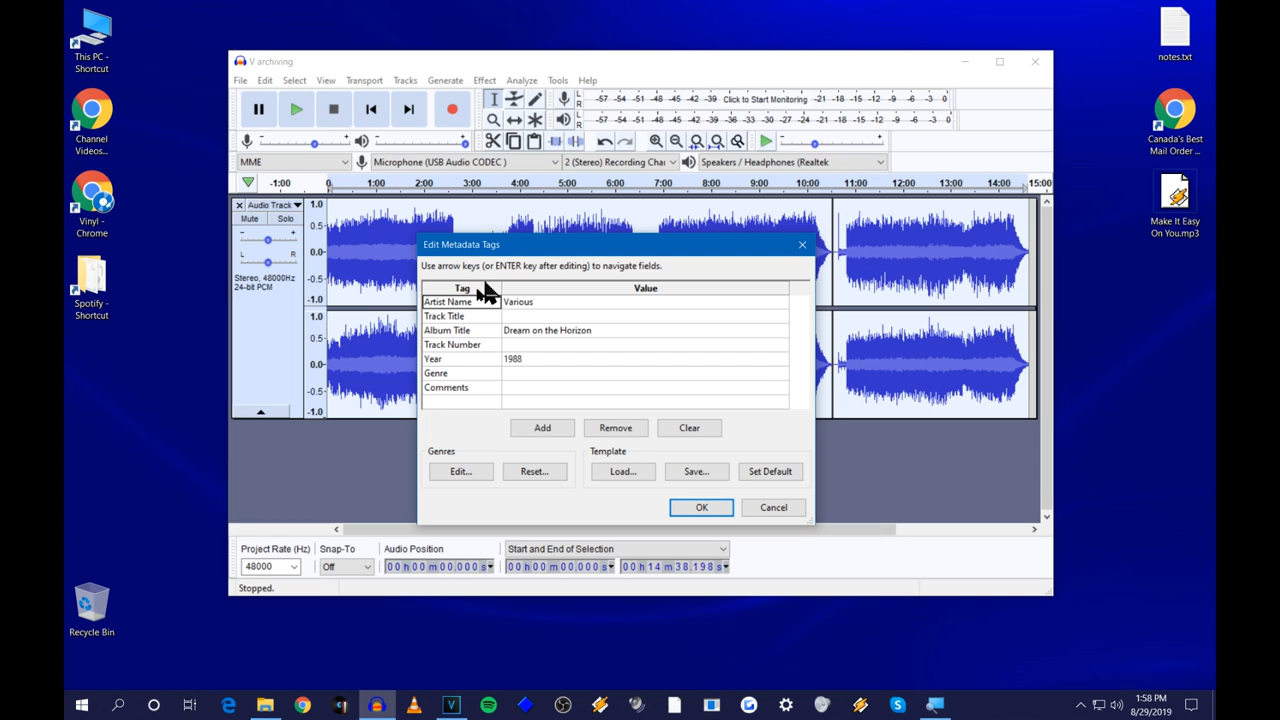 This PC -
Shortcut
Channel
Videos...
Vinyl -
Chrome
Spotify -
Shortcut
Recycle Bin
notes.txt
Canada's Best
Mail Order ...
Make It Easy
On You.mp3
V archiving
File Edit Select View Transport Tracks Generate Effect Analyze Tools Help
L
R
-57 -54 -51 -48 -45 -42 -39 Click to Start Monitoring -21 -18 -15 -12 -9 -6 -3 0
L
R
-57 -54 -51 -48 -45 -42 -39 -36 -33 -30 -27 -24 -21 -18 -15 -12 -9 -6 -3 0
MME Microphone (USB Audio CODEC ) 2 (Stereo) Recording Char Speakers / Headphones (Realtek
-1:00 0 1:00 2:00 3:00 4:00 5:00 6:00 7:00 8:00 9:00 10:00 11:00 12:00 13:00 14:00 15:00
Audio Track
Mute Solo
- +
L R
Stereo, 48000Hz
24-bit PCM
1.0
0.5
0.0
-0.5
-1.0
1.0
0.5
0.0
-0.5
-1.0
Edit Metadata Tags
Use arrow keys (or ENTER key after editing) to navigate fields.
Tag Value
Artist Name Various
Track Title
Album Title Dream on the Horizon
Track Number
Year 1988
Genre
Comments
Add Remove Clear
Genres Template
Edit... Reset... Load... Save... Set Default
OK Cancel
Project Rate (Hz) Snap-To Audio Position Start and End of Selection
48000 Off 00 h 00 m 00.000 s 00 h 00 m 00.000 s 00 h 14 m 38.198 s
Stopped.
1:58 PM
8/29/2019